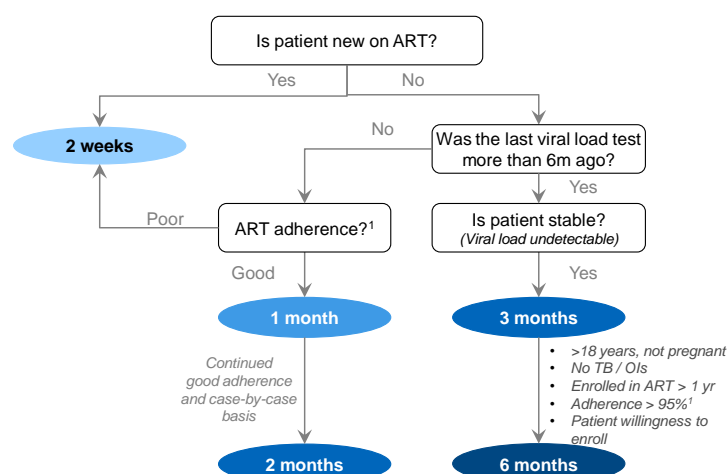 Is patient new on ART?
Yes
No
2 weeks
No
Was the last viral load test
more than 6m ago?
Yes
Poor
ART adherence?¹
Is patient stable?
(Viral load undetectable)
Good
Yes
1 month
3 months
Continued
good adherence
and case-by-case
basis
• >18 years, not pregnant
• No TB / OIs
• Enrolled in ART > 1 yr
• Adherence > 95%¹
• Patient willingness to
enroll
2 months
6 months